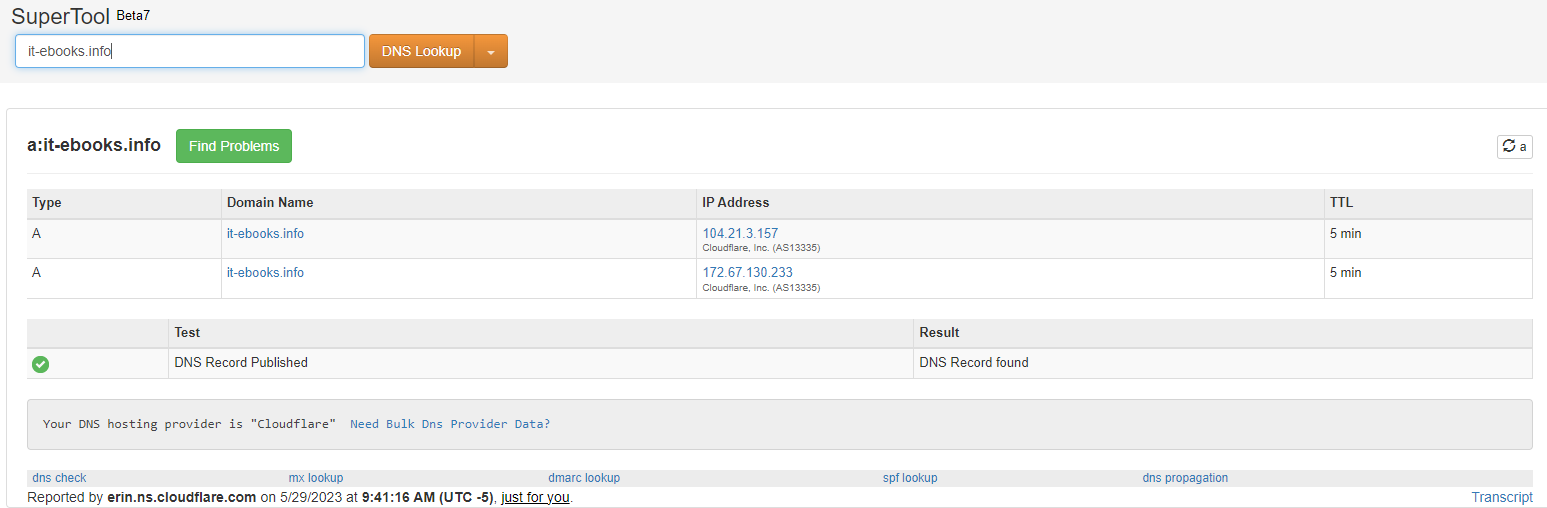 SuperTool Beta7
it-ebooks.info DNS Lookup
a:it-ebooks.info Find Problems a
Type Domain Name IP Address TTL
A it-ebooks.info 104.21.3.157 5 min
Cloudflare, Inc. (AS13335)
A it-ebooks.info 172.67.130.233 5 min
Cloudflare, Inc. (AS13335)
Test Result
DNS Record Published DNS Record found
Your DNS hosting provider is "Cloudflare" Need Bulk Dns Provider Data?
dns check mx lookup dmarc lookup spf lookup dns propagation
Reported by erin.ns.cloudflare.com on 5/29/2023 at 9:41:16 AM (UTC -5), just for you. Transcript